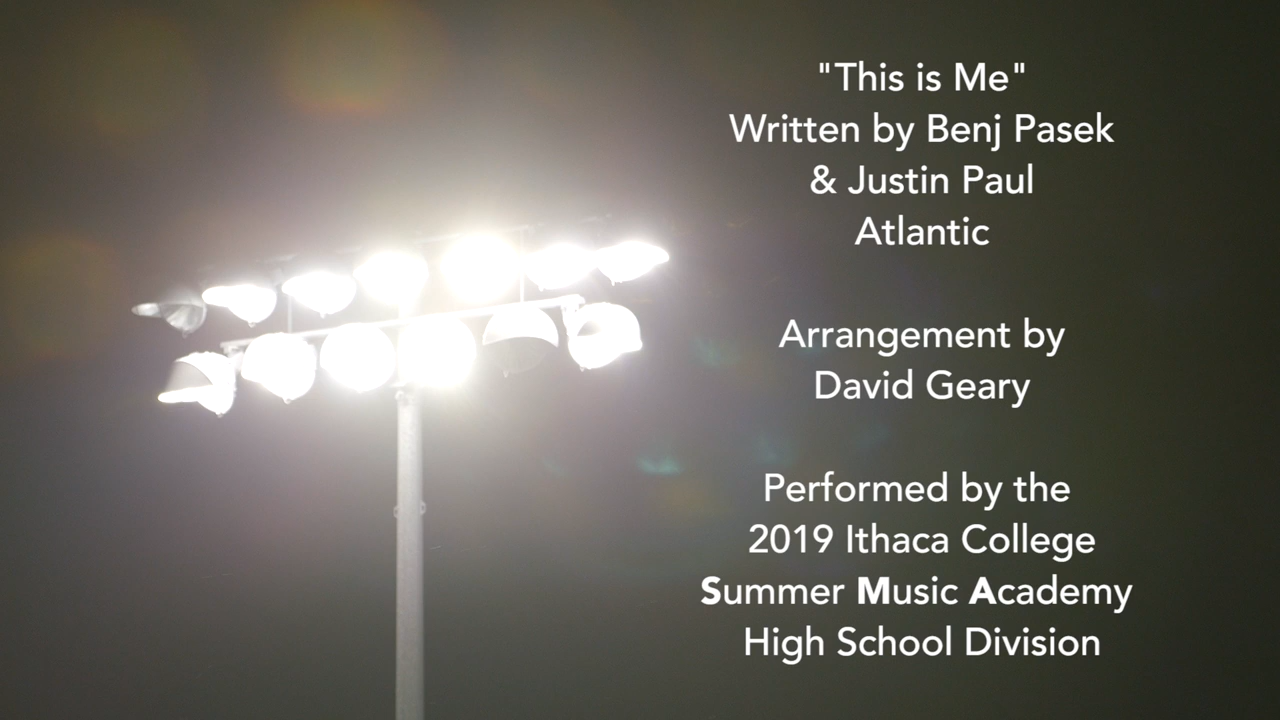 "This is Me"
Written by Benj Pasek
& Justin Paul
Atlantic
Arrangement by
David Geary
Performed by the
2019 Ithaca College
Summer Music Academy
High School Division